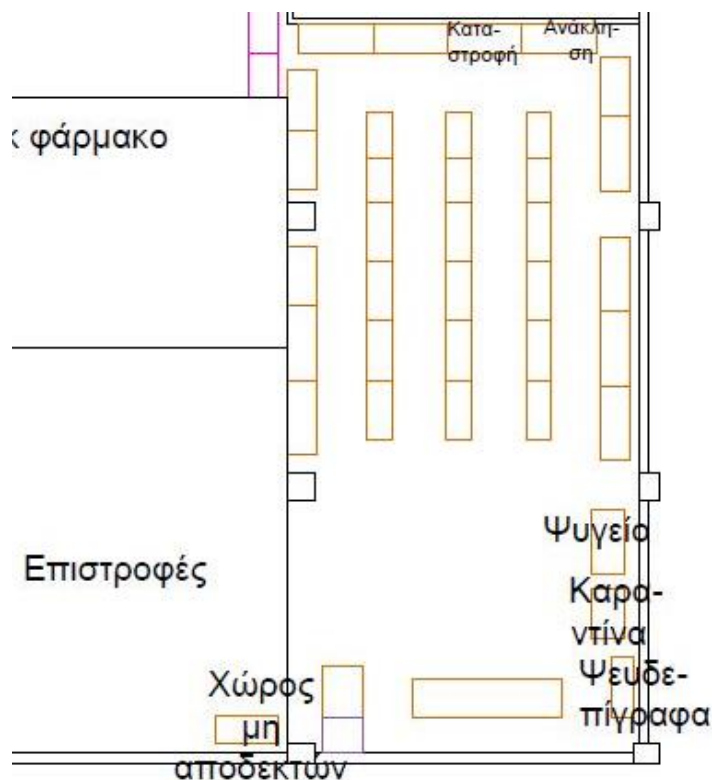 Κατα-
στροφή
Ανάκλη-
ση
φάρμακο
Ψυγείο
Επιστροφές
Καρα-
ντίνα
Χώρος
μη
αποδεκτών
Ψευδε-
πίγραφα